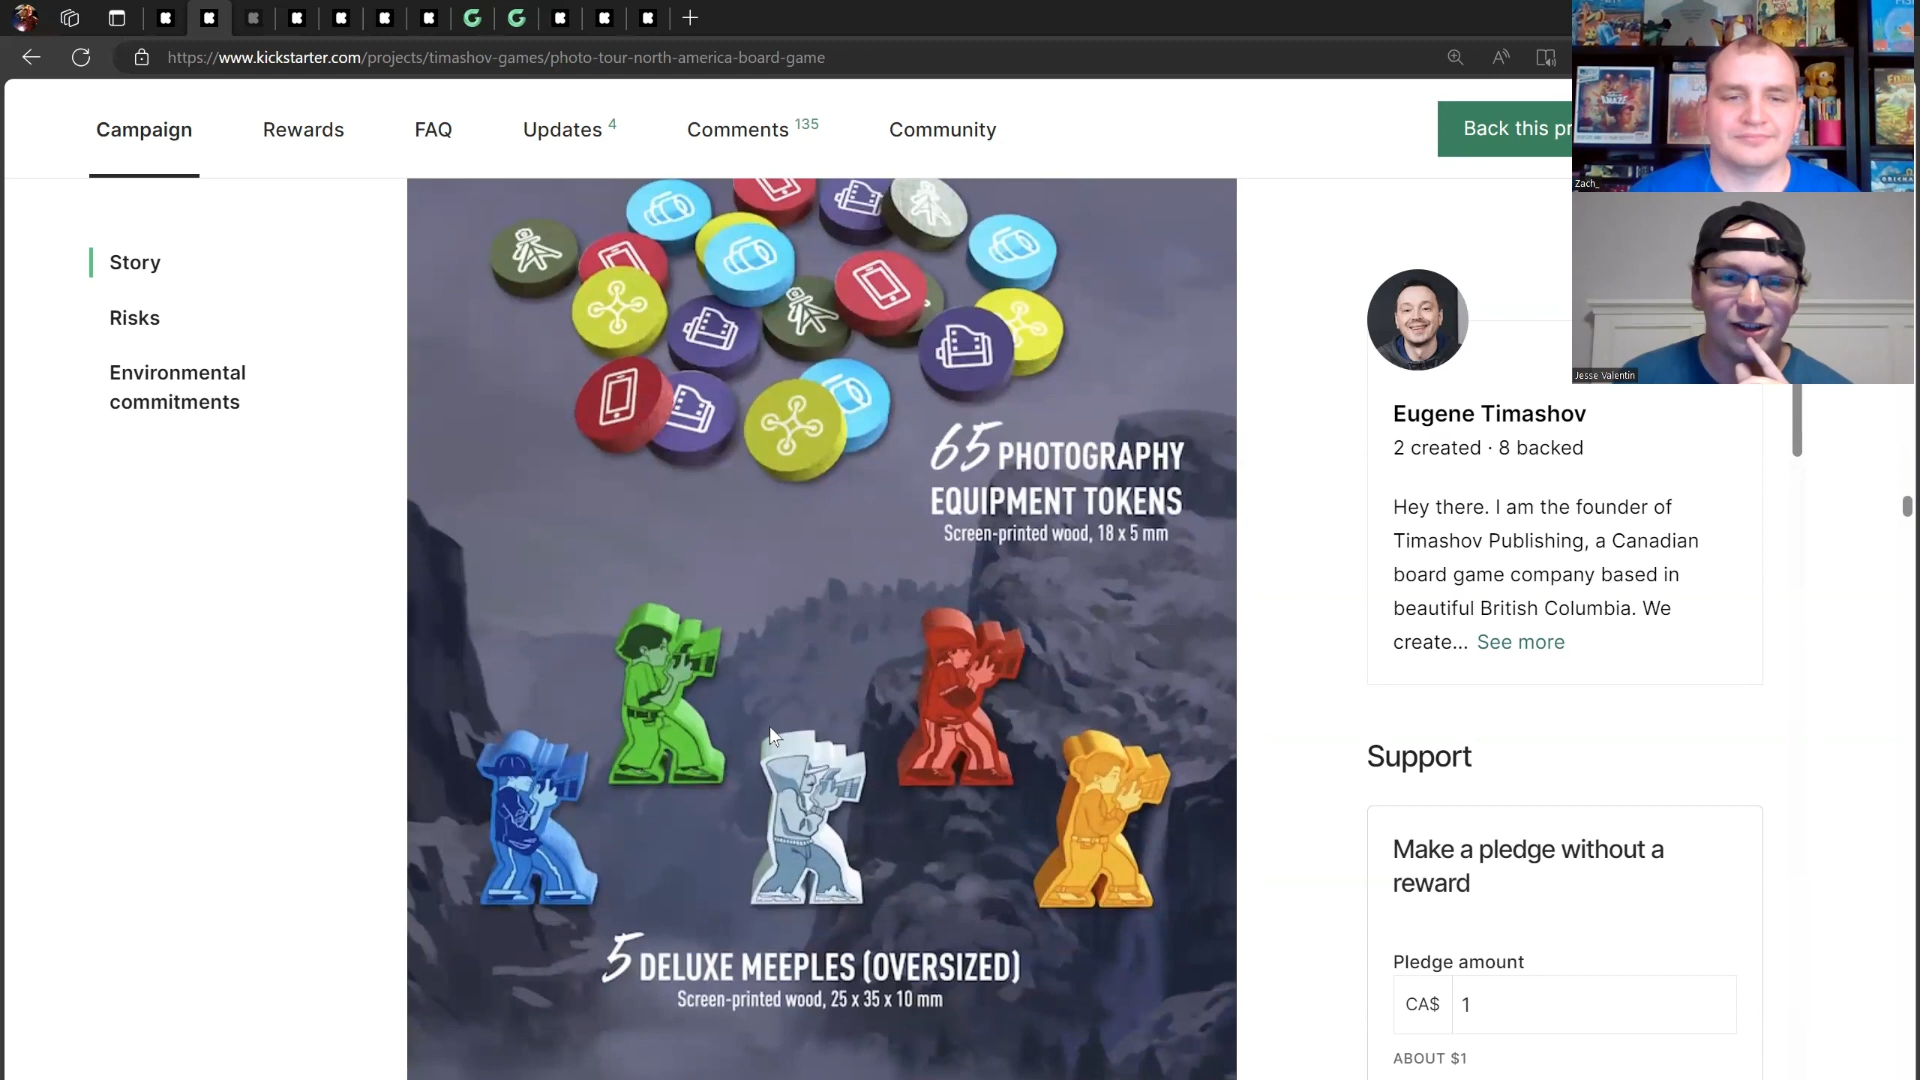 https://www.kickstarter.com/projects/timashov-games/photo-tour-north-america-board-game
Campaign
Rewards
FAQ
Updates 4
Comments 135
Community
Back this pr
Zach_
Jesse Valentin
Story
Risks
Environmental
commitments
65 PHOTOGRAPHY
EQUIPMENT TOKENS
Screen-printed wood, 18 x 5 mm
5 DELUXE MEEPLES (OVERSIZED)
Screen-printed wood, 25 x 35 x 10 mm
Eugene Timashov
2 created · 8 backed
Hey there. I am the founder of
Timashov Publishing, a Canadian
board game company based in
beautiful British Columbia. We
create... See more
Support
Make a pledge without a
reward
Pledge amount
CA$ 1
ABOUT $1